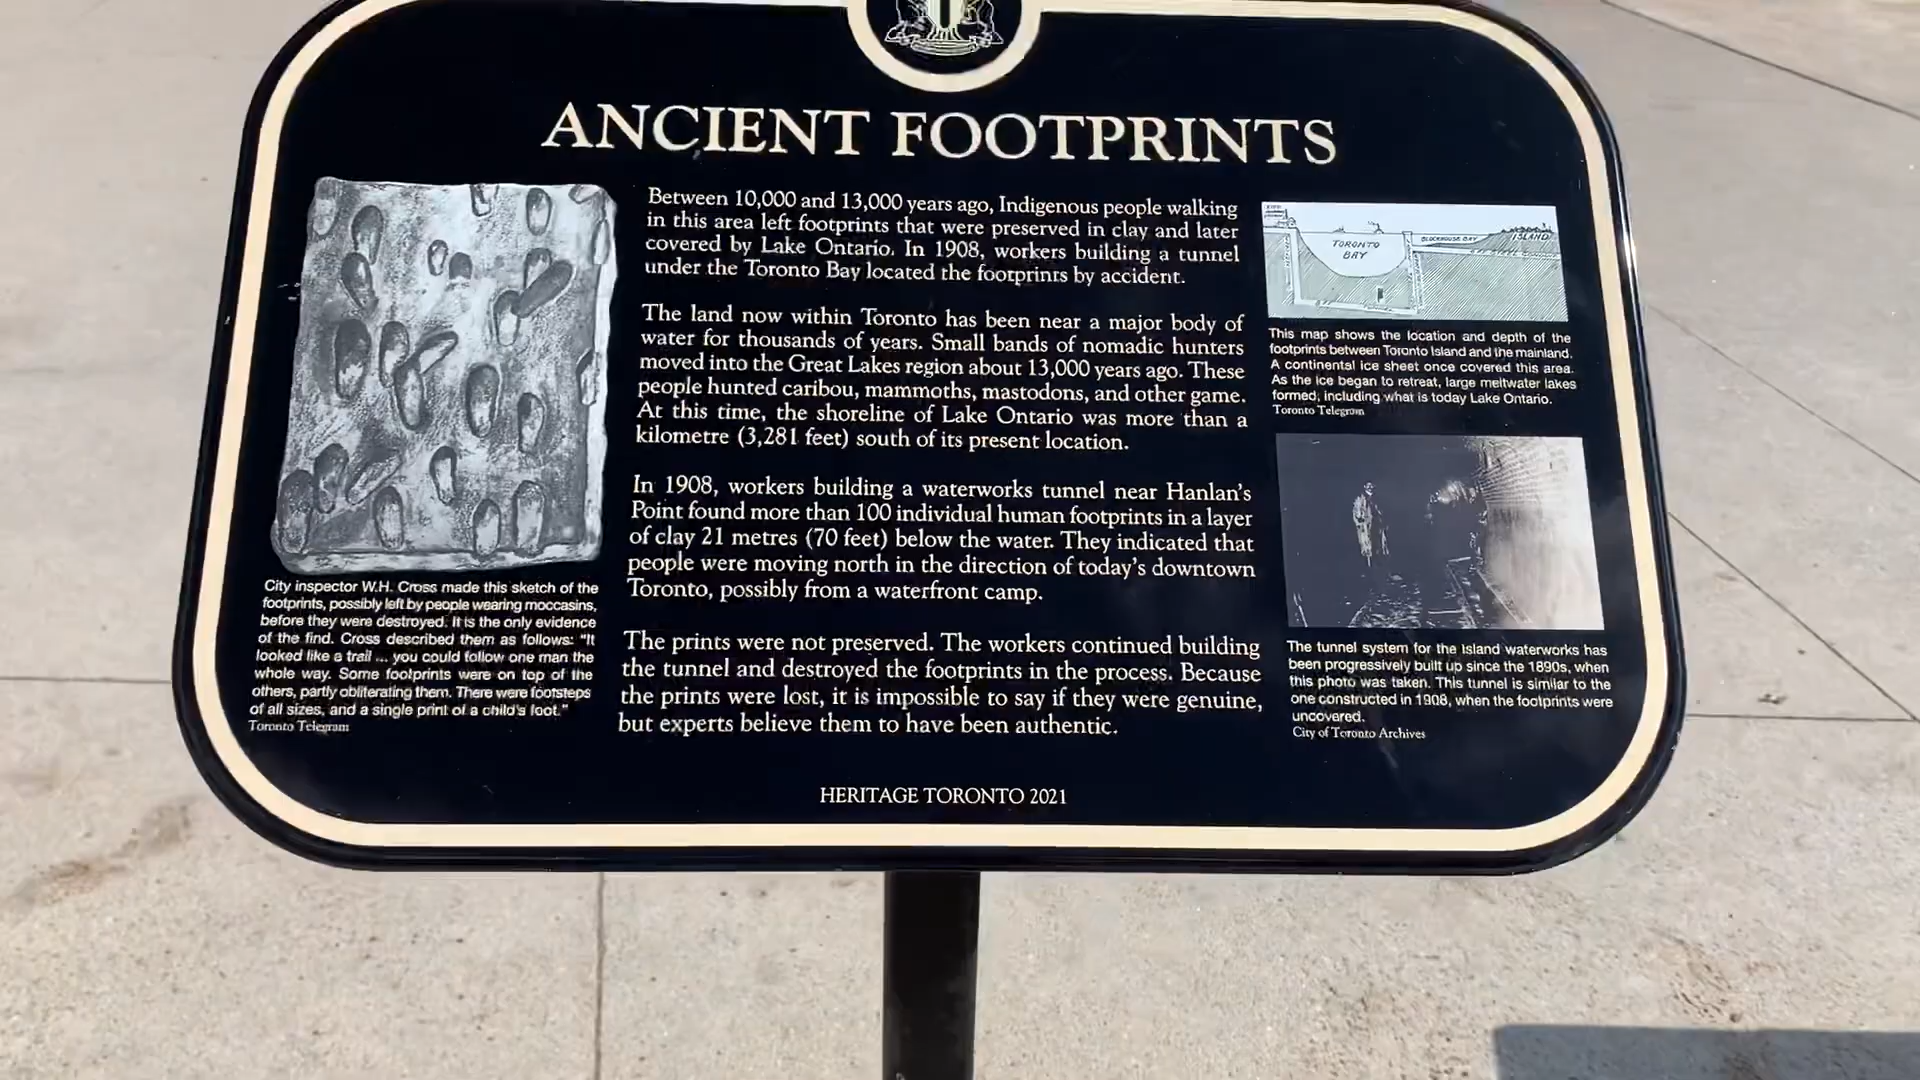 ANCIENT FOOTPRINTS
Between 10,000 and 13,000 years ago, Indigenous people walking
in this area left footprints that were preserved in clay and later
covered by Lake Ontario. In 1908, workers building a tunnel
under the Toronto Bay located the footprints by accident.
The land now within Toronto has been near a major body of
water for thousands of years. Small bands of nomadic hunters
moved into the Great Lakes region about 13,000 years ago. These
people hunted caribou, mammoths, mastodons, and other game.
At this time, the shoreline of Lake Ontario was more than a
kilometre (3,281 feet) south of its present location.
In 1908, workers building a waterworks tunnel near Hanlan's
Point found more than 100 individual human footprints in a layer
of clay 21 metres (70 feet) below the water. They indicated that
people were moving north in the direction of today's downtown
Toronto, possibly from a waterfront camp.
The prints were not preserved. The workers continued building
the tunnel and destroyed the footprints in the process. Because
the prints were lost, it is impossible to say if they were genuine,
but experts believe them to have been authentic.
City inspector W.H. Cross made this sketch of the
footprints, possibly left by people wearing moccasins,
before they were destroyed. It is the only evidence
of the find. Cross described them as follows: "It
looked like a trail ... you could follow one man the
whole way. Some footprints were on top of the
others, partly obliterating them. There were footsteps
of all sizes, and a single print of a child's foot."
Toronto Telegram
TORONTO
BAY
BLOCKHOUSE BAY
ISLAND
This map shows the location and depth of the
footprints between Toronto Island and the mainland.
A continental ice sheet once covered this area.
As the ice began to retreat, large meltwater lakes
formed, including what is today Lake Ontario.
Toronto Telegram
The tunnel system for the Island waterworks has
been progressively built up since the 1890s, when
this photo was taken. This tunnel is similar to the
one constructed in 1908, when the footprints were
uncovered.
City of Toronto Archives
HERITAGE TORONTO 2021